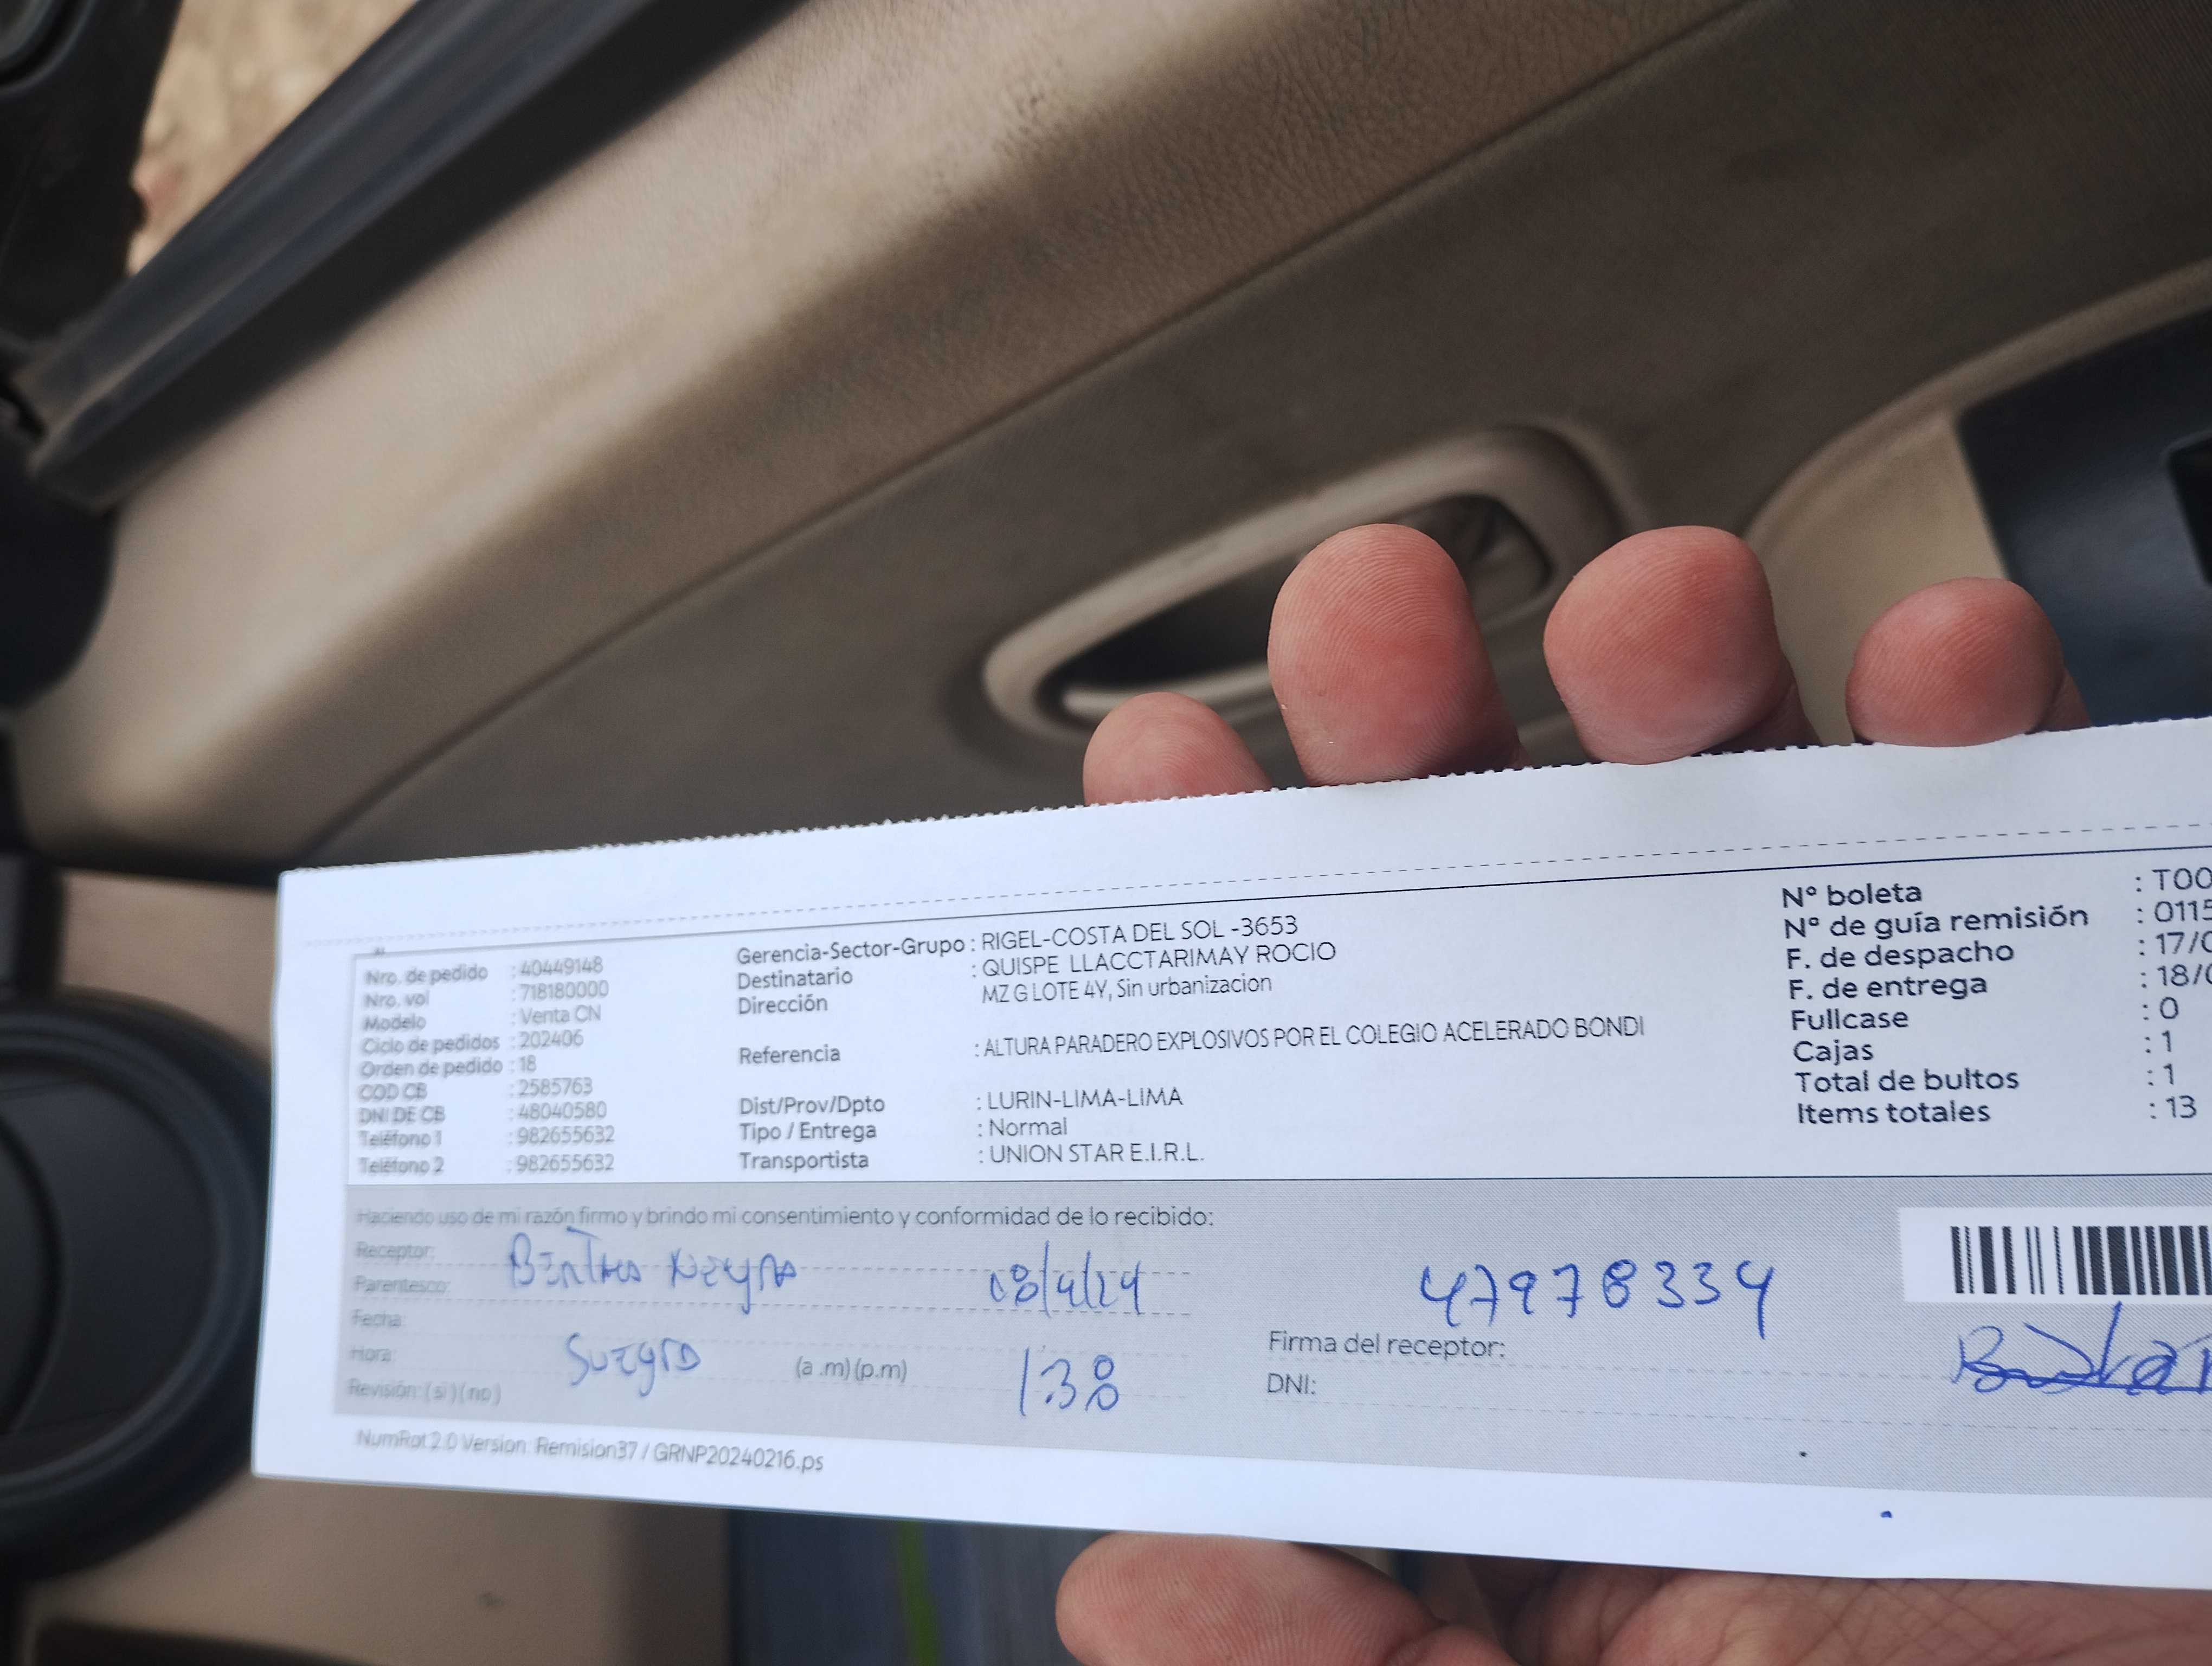 Nro. de pedido : 40449148
Nro. vol : 718180000
Modelo : Venta CN
Ciclo de pedidos : 202406
Orden de pedido : 18
COD CB : 2585763
DNI DE CB : 48040580
Teléfono 1 : 982655632
Teléfono 2 : 982655632
Gerencia-Sector-Grupo : RIGEL-COSTA DEL SOL -3653
Destinatario : QUISPE LLACCTARIMAY ROCIO
Dirección MZ G LOTE 4Y, Sin urbanizacion
Referencia : ALTURA PARADERO EXPLOSIVOS POR EL COLEGIO ACELERADO BONDI
Dist/Prov/Dpto : LURIN-LIMA-LIMA
Tipo / Entrega : Normal
Transportista : UNION STAR E.I.R.L.
Nº boleta : T00
Nº de guía remisión : 0115
F. de despacho : 17/0
F. de entrega : 18/0
Fullcase : 0
Cajas : 1
Total de bultos : 1
Items totales : 13
Haciendo uso de mi razón firmo y brindo mi consentimiento y conformidad de lo recibido:
Receptor:
Parentesco:
Fecha:
Hora: (a .m) (p.m)
Revisión: ( si ) ( no )
18/4/24
138
47978334
Firma del receptor:
DNI:
NumRot 2.0 Version: Remision37 / GRNP20240216.ps